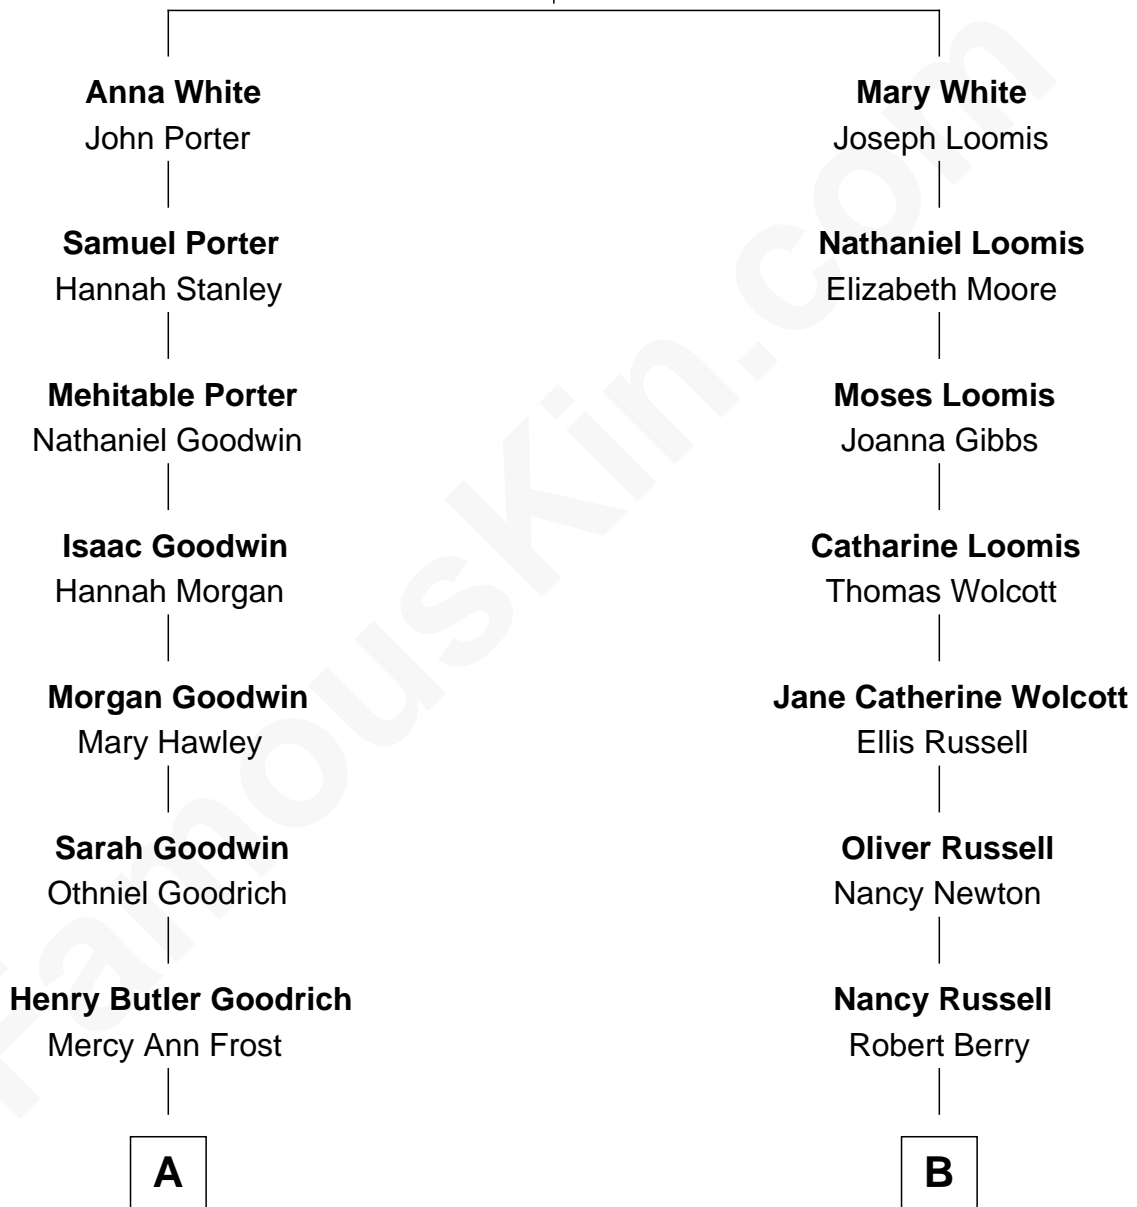 Anna White
John Porter
Samuel Porter
Hannah Stanley
Mehitable Porter
Nathaniel Goodwin
Isaac Goodwin
Hannah Morgan
Morgan Goodwin
Mary Hawley
Sarah Goodwin
Othniel Goodrich
Henry Butler Goodrich
Mercy Ann Frost
A
Mary White
Joseph Loomis
Nathaniel Loomis
Elizabeth Moore
Moses Loomis
Joanna Gibbs
Catharine Loomis
Thomas Wolcott
Jane Catherine Wolcott
Ellis Russell
Oliver Russell
Nancy Newton
Nancy Russell
Robert Berry
B
FamousKin.com